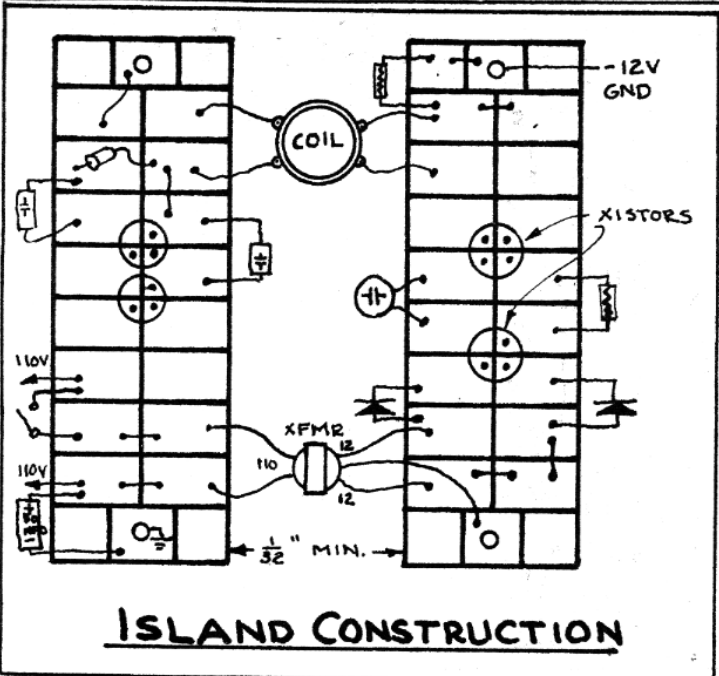 COIL
-12V
GND
XISTORS
110V
XFMR
12
110
110V
12
1/32" MIN.
ISLAND CONSTRUCTION